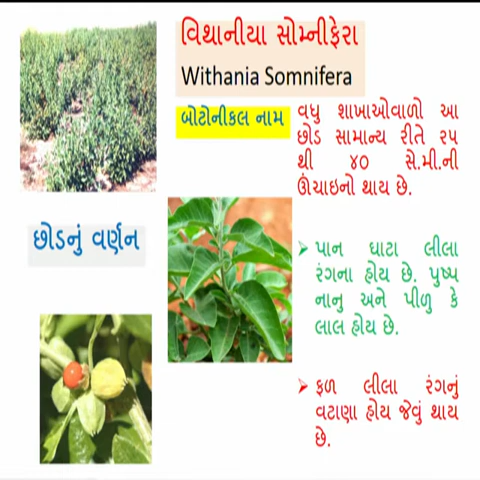 વિથાનીયા સોમ્નીફેરા
Withania Somnifera
બોટોનીકલ નામ
વધુ શાખાઓવાળો આ
છોડ સામાન્ય રીતે ૨૫
થી ૪૦ સે.મી.ની
ઊંચાઇનો થાય છે.
છોડનું વર્ણન
પાન ઘાટા લીલા
રંગના હોય છે. પુષ્પ
નાનુ અને પીળુ કે
લાલ હોય છે.
ફળ લીલા રંગનું
વટાણા હોય જેવું થાય
છે.